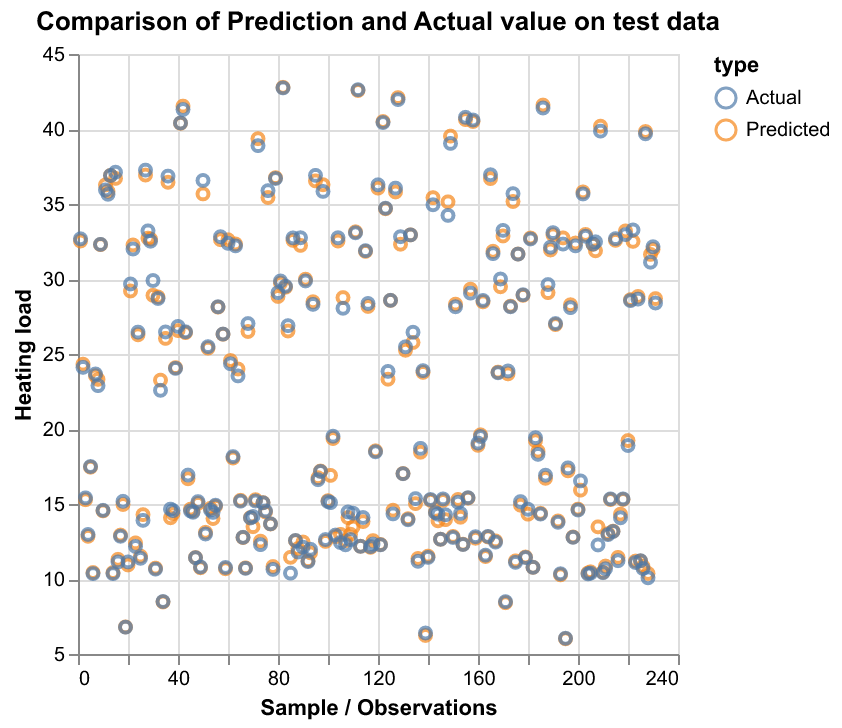 Comparison of Prediction and Actual value on test data
45
40
35
30
25
20
15
10
5
Heating load
0 40 80 120 160 200 240
Sample / Observations
type
Actual
Predicted